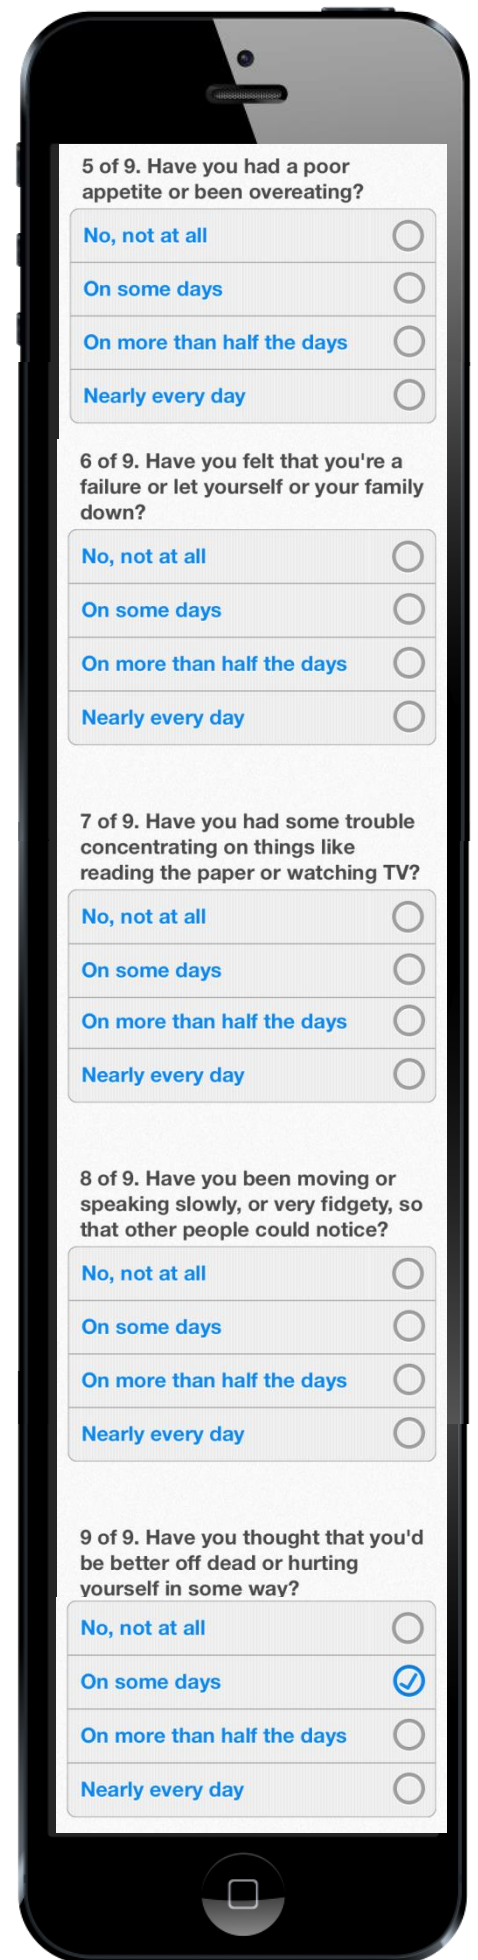 5 of 9. Have you had a poor
appetite or been overeating?
No, not at all
On some days
On more than half the days
Nearly every day
6 of 9. Have you felt that you're a
failure or let yourself or your family
down?
No, not at all
On some days
On more than half the days
Nearly every day
7 of 9. Have you had some trouble
concentrating on things like
reading the paper or watching TV?
No, not at all
On some days
On more than half the days
Nearly every day
8 of 9. Have you been moving or
speaking slowly, or very fidgety, so
that other people could notice?
No, not at all
On some days
On more than half the days
Nearly every day
9 of 9. Have you thought that you'd
be better off dead or hurting
yourself in some way?
No, not at all
On some days
On more than half the days
Nearly every day